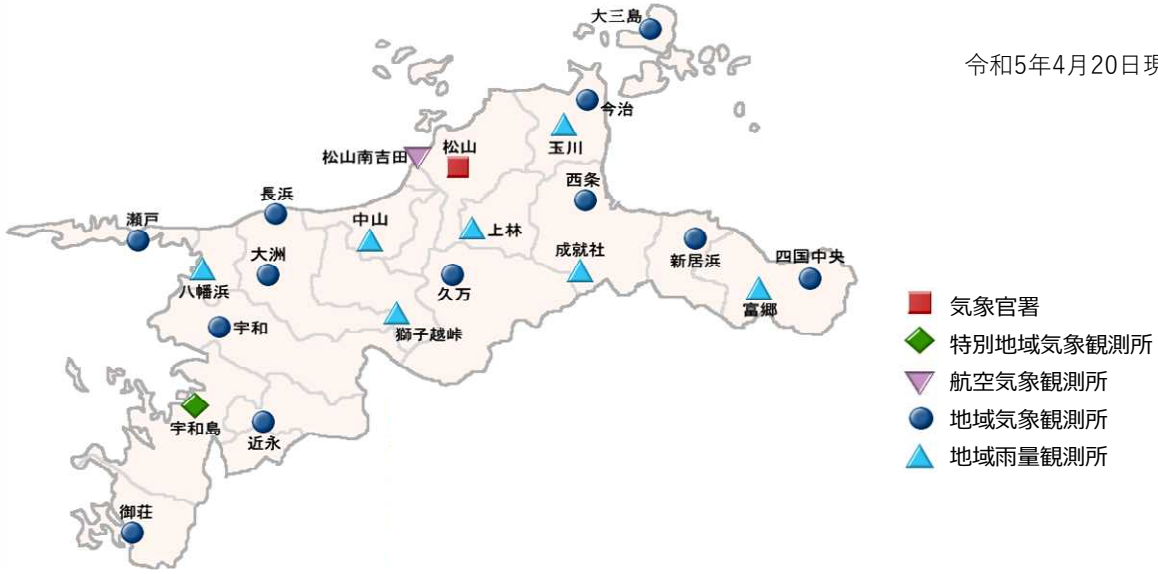 大三島
令和5年4月20日現
今治
玉川
松山南吉田
松山
西条
長浜
瀬戸
中山
上林
大洲
成就社
新居浜
四国中央
八幡浜
久万
富郷
宇和
獅子越峠
宇和島
近永
御荘
気象官署
特別地域気象観測所
航空気象観測所
地域気象観測所
地域雨量観測所